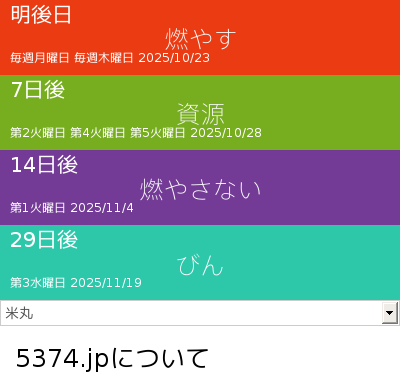 明後日
燃やす
毎週月曜日 毎週木曜日 2025/10/23
7日後
資源
第2火曜日 第4火曜日 第5火曜日 2025/10/28
14日後
燃やさない
第1火曜日 2025/11/4
29日後
びん
第3水曜日 2025/11/19
米丸
5374.jpについて